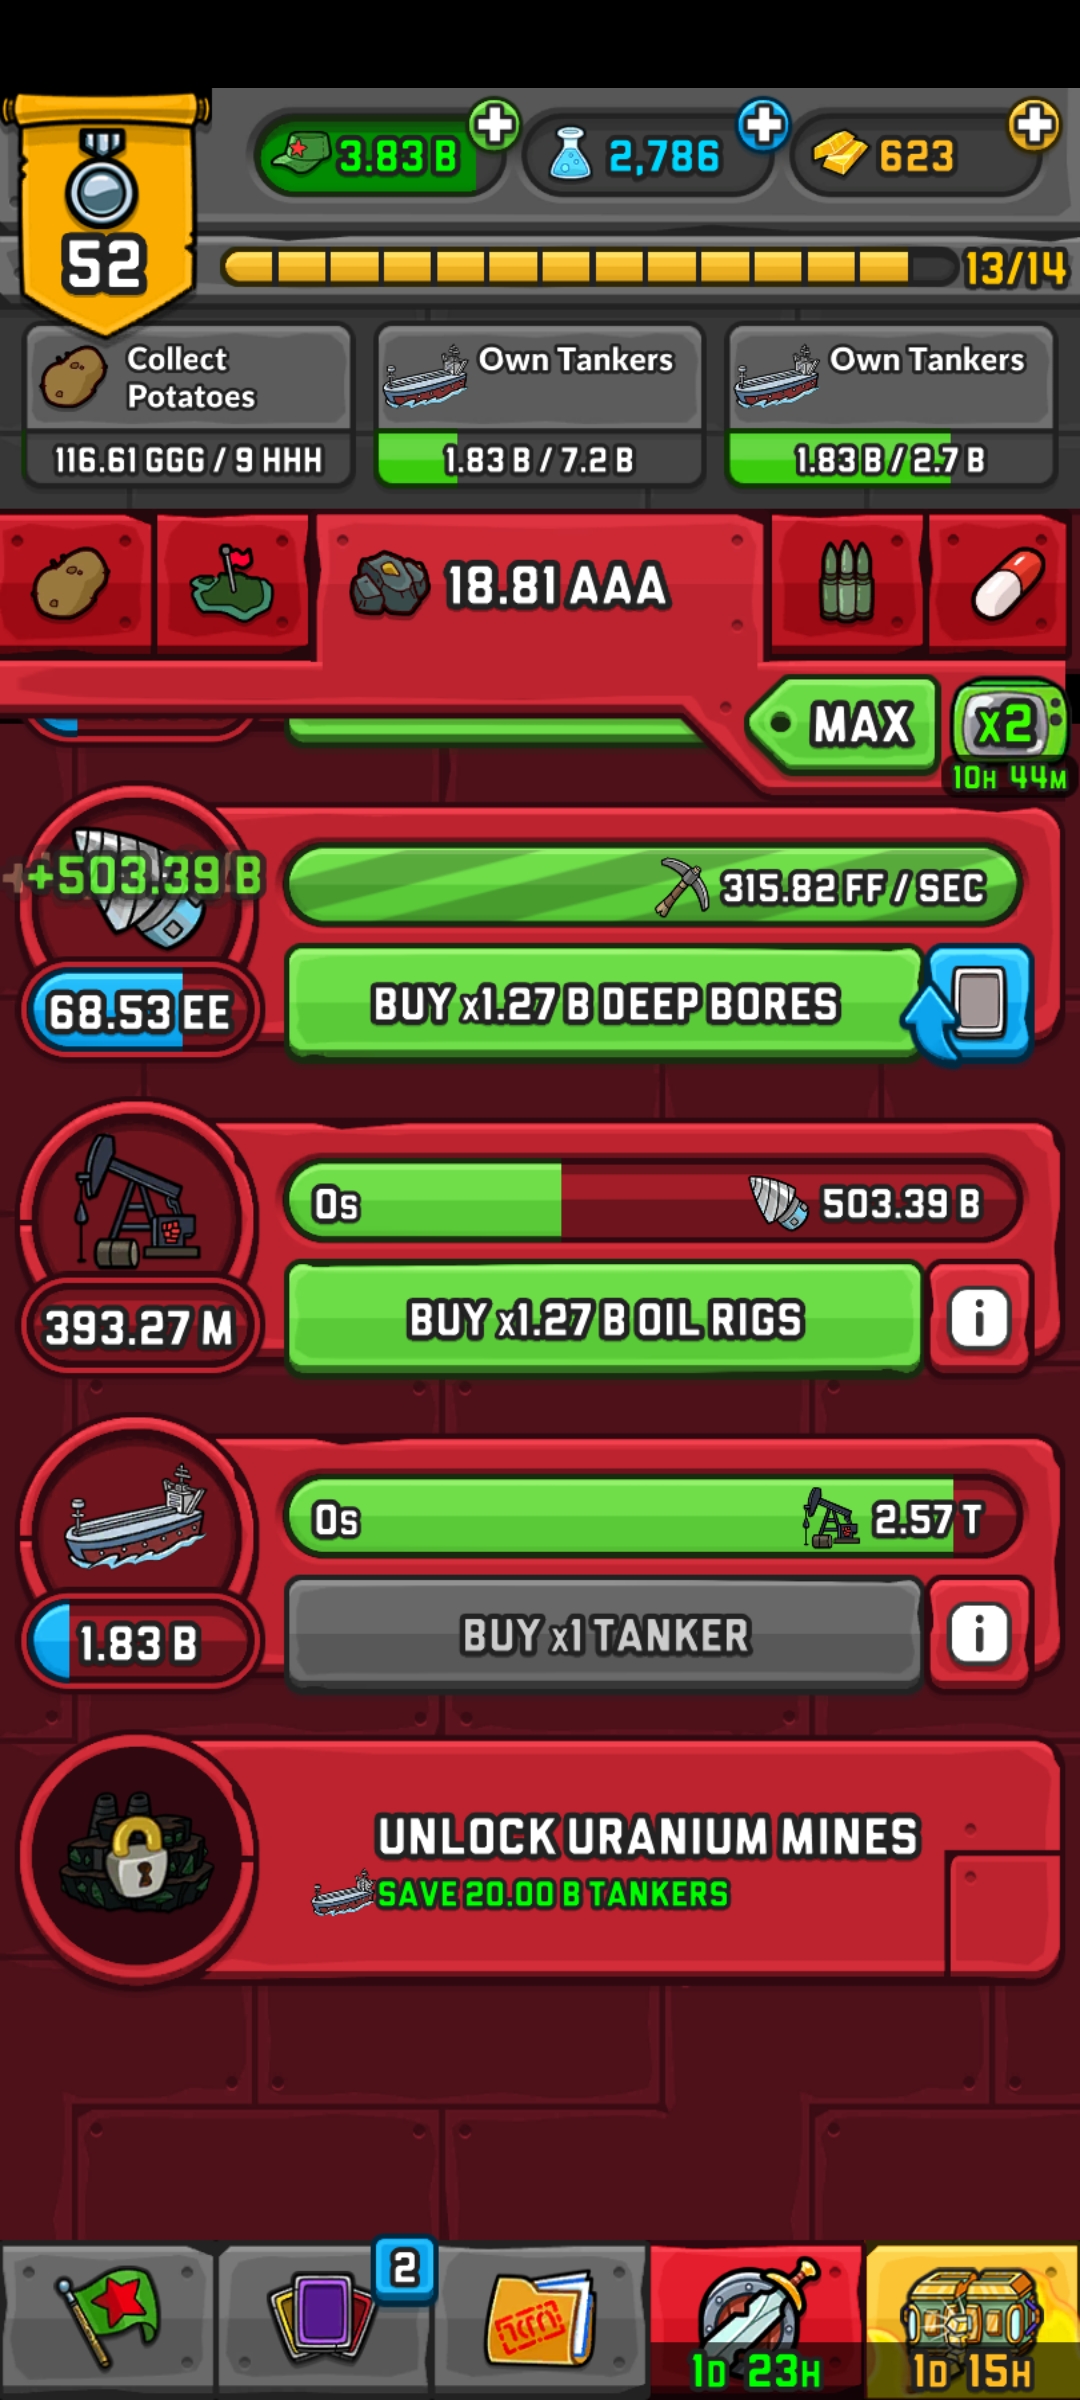 3.83 B
2,786
623
52
13/14
Collect
Potatoes
116.61 GGG / 9 HHH
Own Tankers
1.83 B / 7.2 B
Own Tankers
1.83 B / 2.7 B
18.81 AAA
MAX
x2
10H 44M
+503.39 B
315.82 FF / SEC
68.53 EE
BUY x1.27 B DEEP BORES
0s
503.39 B
393.27 M
BUY x1.27 B OIL RIGS
i
0s
2.57 T
1.83 B
BUY x1 TANKER
i
UNLOCK URANIUM MINES
SAVE 20.00 B TANKERS
2
1D 23H
1D 15H